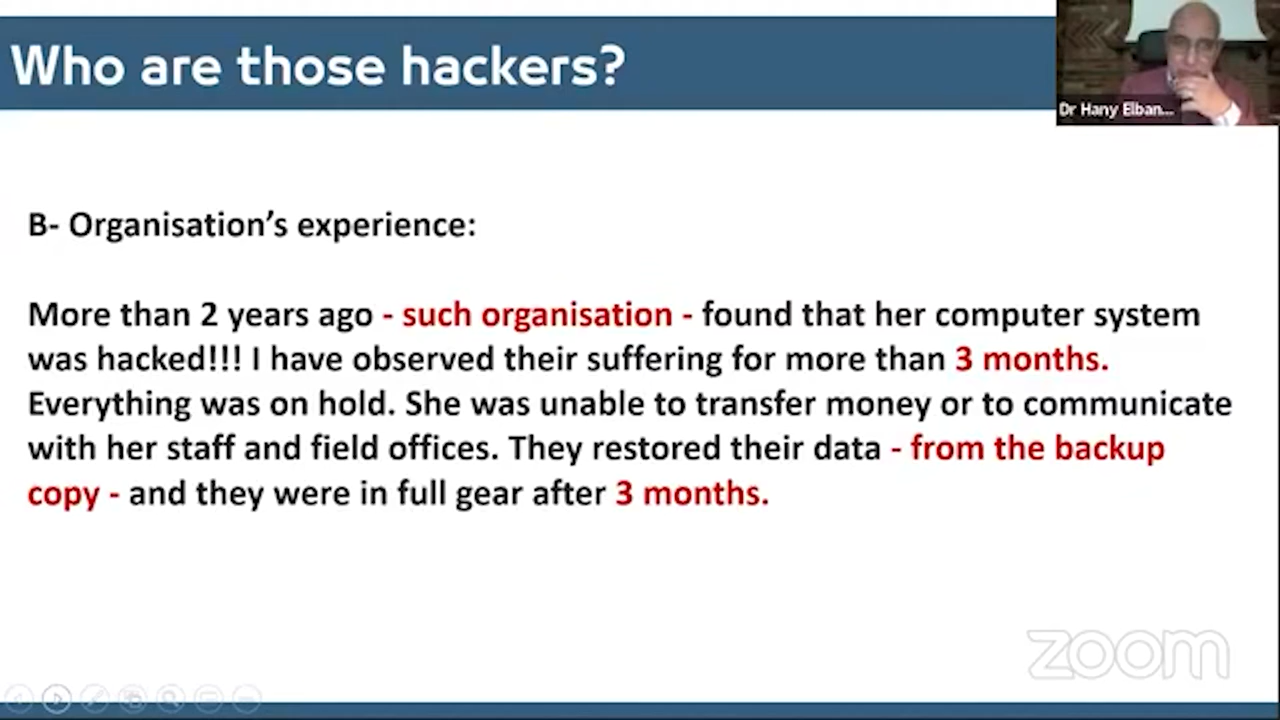 Who are those hackers?
Dr Hany Elban...
B- Organisation's experience:
More than 2 years ago - such organisation - found that her computer system
was hacked!!! I have observed their suffering for more than 3 months.
Everything was on hold. She was unable to transfer money or to communicate
with her staff and field offices. They restored their data - from the backup
copy - and they were in full gear after 3 months.
zoom